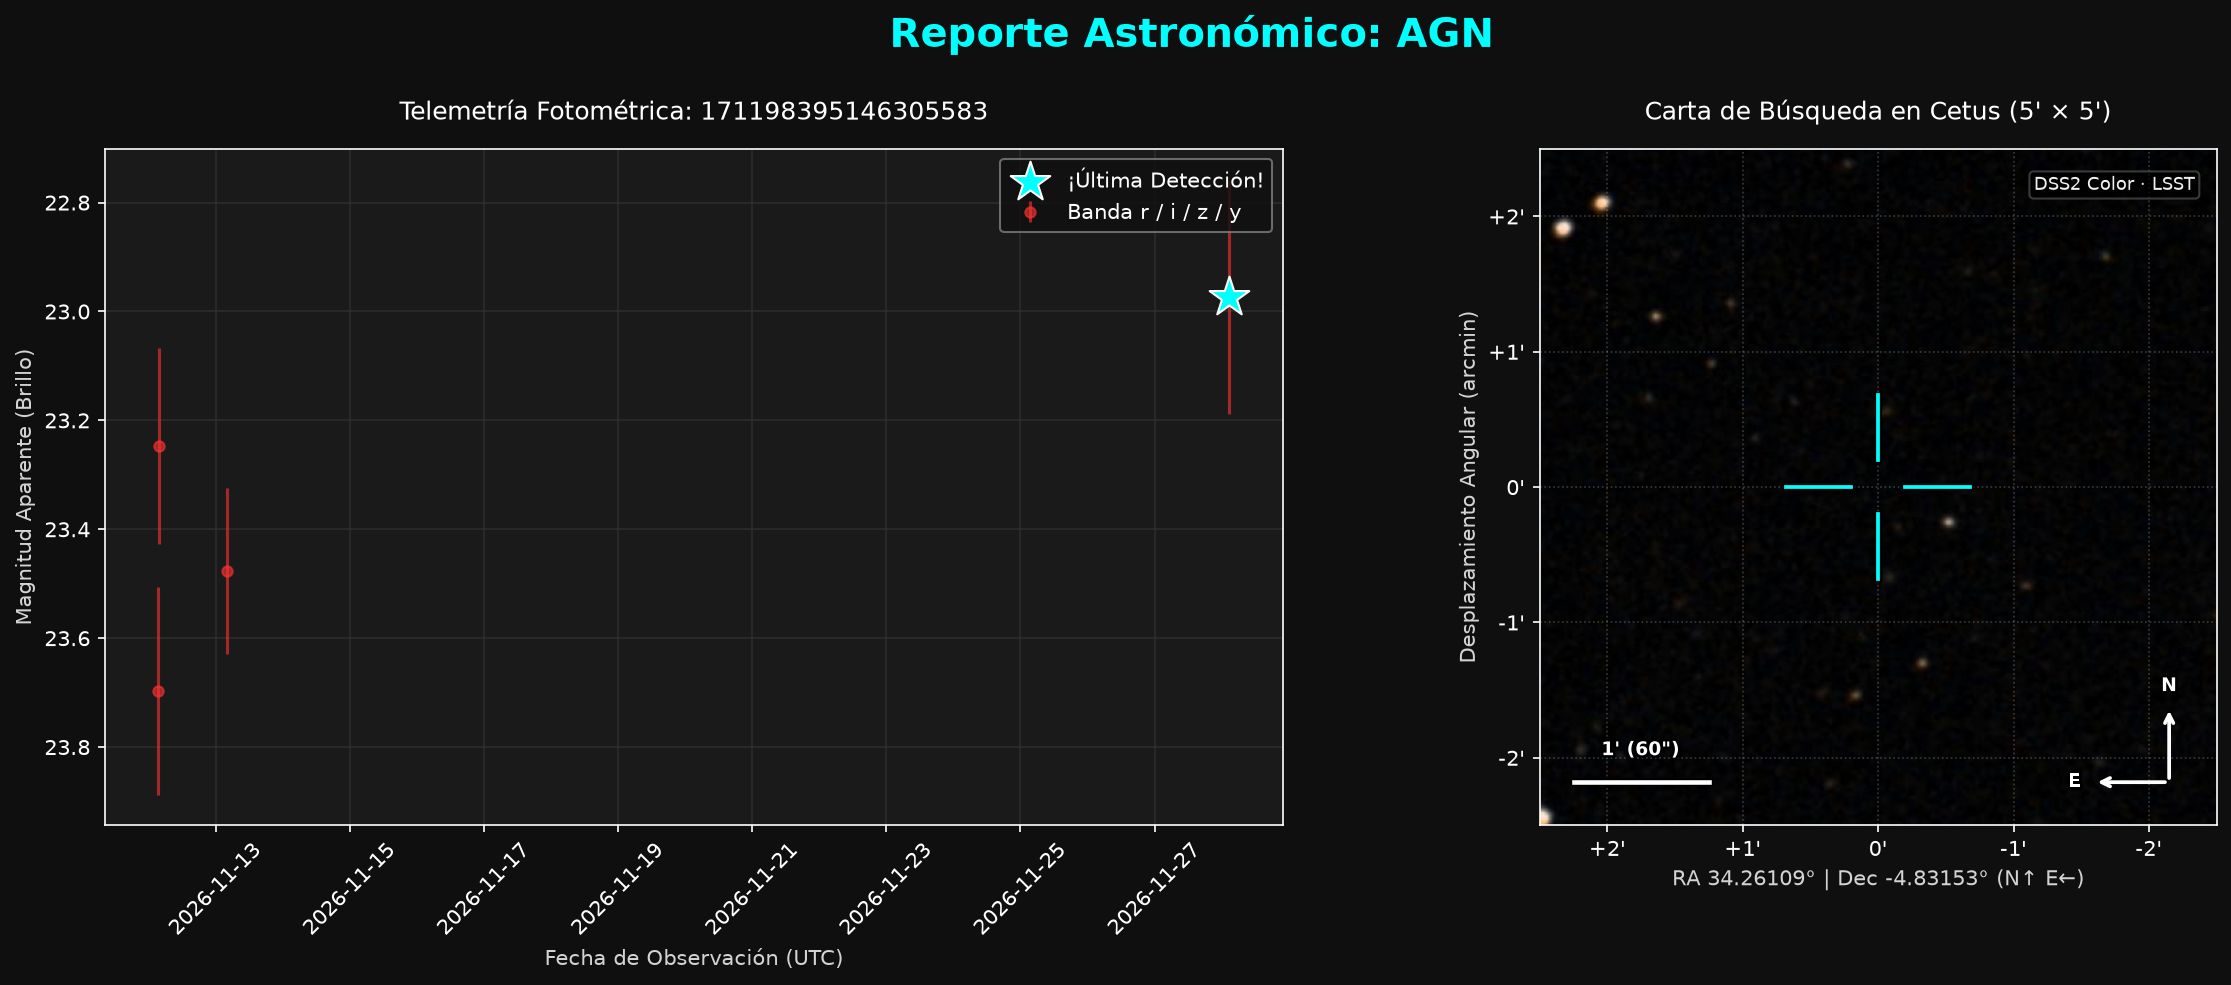 Reporte Astronómico: AGN
Telemetría Fotométrica: 171198395146305583
¡Última Detección!
Banda r / i / z / y
Magnitud Aparente (Brillo)
22.8
23.0
23.2
23.4
23.6
23.8
2026-11-13
2026-11-15
2026-11-17
2026-11-19
2026-11-21
2026-11-23
2026-11-25
2026-11-27
Fecha de Observación (UTC)
Carta de Búsqueda en Cetus (5' × 5')
DSS2 Color · LSST
Desplazamiento Angular (arcmin)
+2'
+1'
0'
-1'
-2'
N
E
1' (60")
+2'
+1'
0'
-1'
-2'
RA 34.26109° | Dec -4.83153° (N↑ E←)